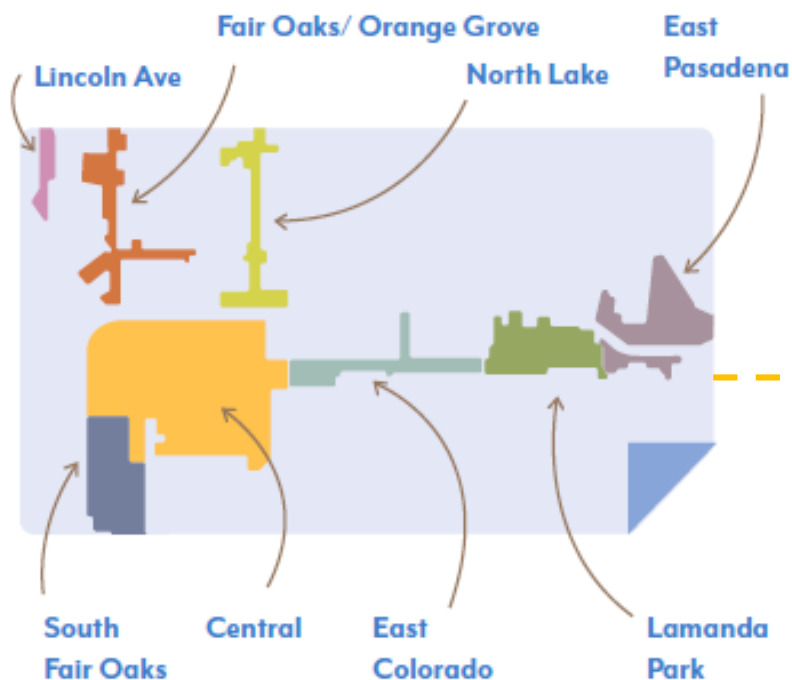 Fair Oaks/ Orange Grove
East
Pasadena
Lincoln Ave
North Lake
South
Fair Oaks
Central
East
Colorado
Lamanda
Park